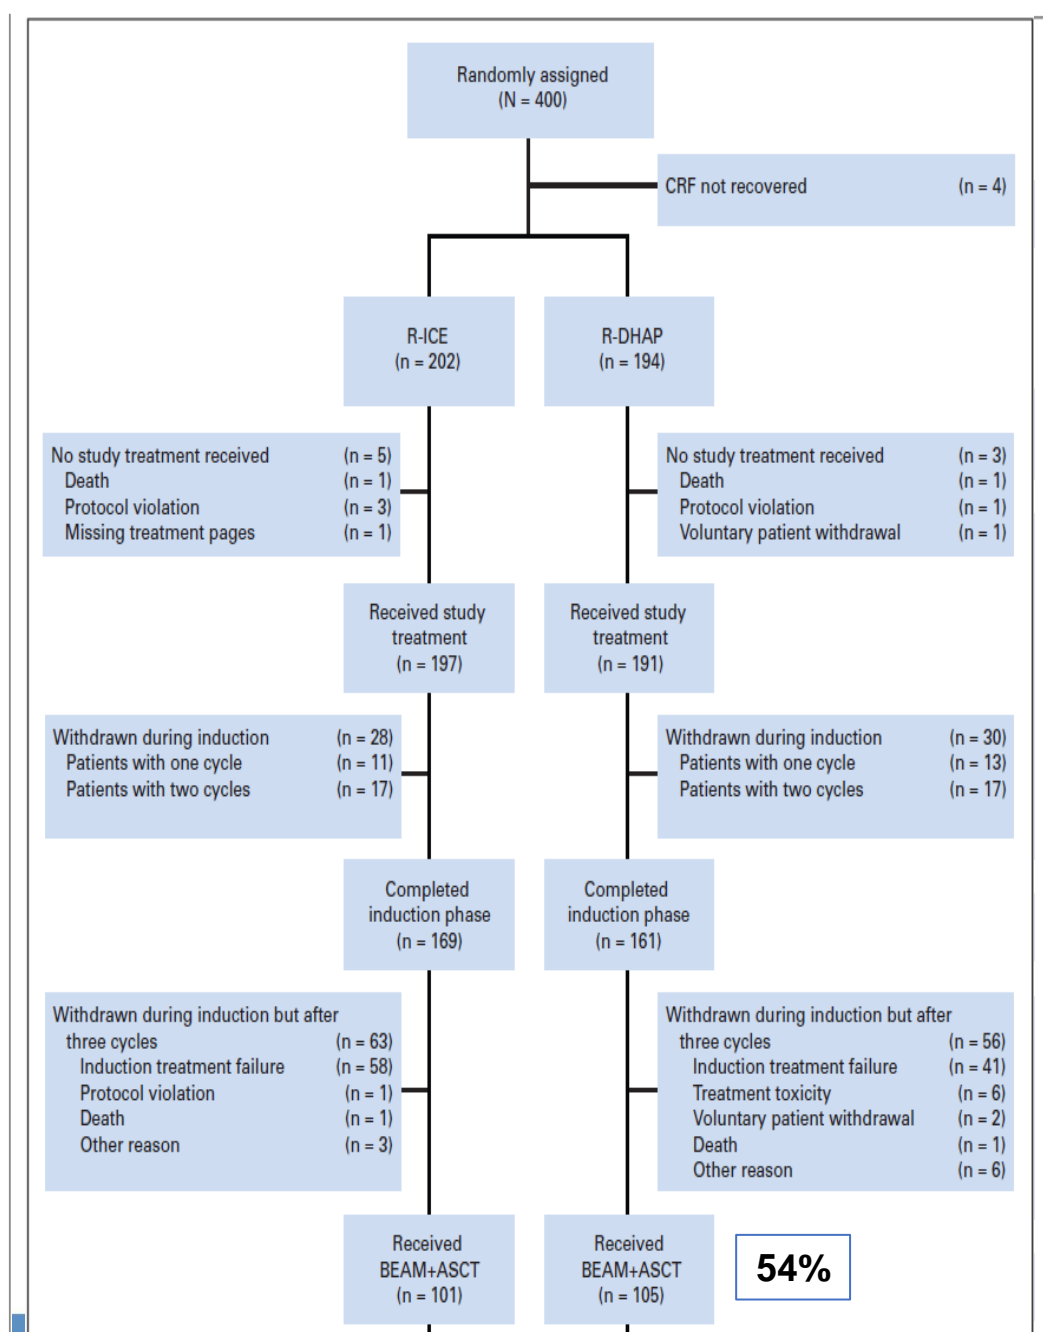 Randomly assigned
(N = 400)
CRF not recovered (n = 4)
R-ICE
(n = 202)
R-DHAP
(n = 194)
No study treatment received (n = 5)
Death (n = 1)
Protocol violation (n = 3)
Missing treatment pages (n = 1)
No study treatment received (n = 3)
Death (n = 1)
Protocol violation (n = 1)
Voluntary patient withdrawal (n = 1)
Received study
treatment
(n = 197)
Received study
treatment
(n = 191)
Withdrawn during induction (n = 28)
Patients with one cycle (n = 11)
Patients with two cycles (n = 17)
Withdrawn during induction (n = 30)
Patients with one cycle (n = 13)
Patients with two cycles (n = 17)
Completed
induction phase
(n = 169)
Completed
induction phase
(n = 161)
Withdrawn during induction but after
three cycles (n = 63)
Induction treatment failure (n = 58)
Protocol violation (n = 1)
Death (n = 1)
Other reason (n = 3)
Withdrawn during induction but after
three cycles (n = 56)
Induction treatment failure (n = 41)
Treatment toxicity (n = 6)
Voluntary patient withdrawal (n = 2)
Death (n = 1)
Other reason (n = 6)
Received
BEAM+ASCT
(n = 101)
Received
BEAM+ASCT
(n = 105)
54%